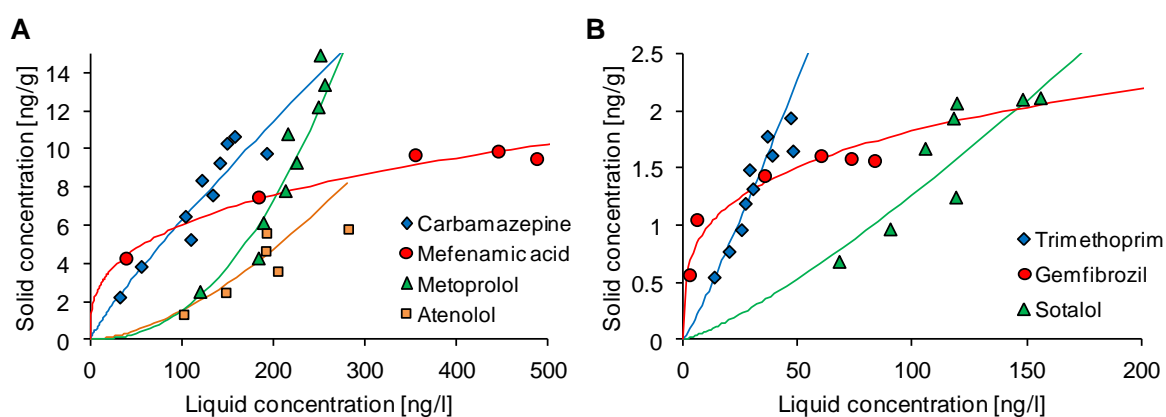 A
Solid concentration [ng/g]
14
12
10
8
6
4
2
0
0 100 200 300 400 500
Liquid concentration [ng/l]
Carbamazepine
Mefenamic acid
Metoprolol
Atenolol
B
Solid concentration [ng/g]
2.5
2
1.5
1
0.5
0
0 50 100 150 200
Liquid concentration [ng/l]
Trimethoprim
Gemfibrozil
Sotalol